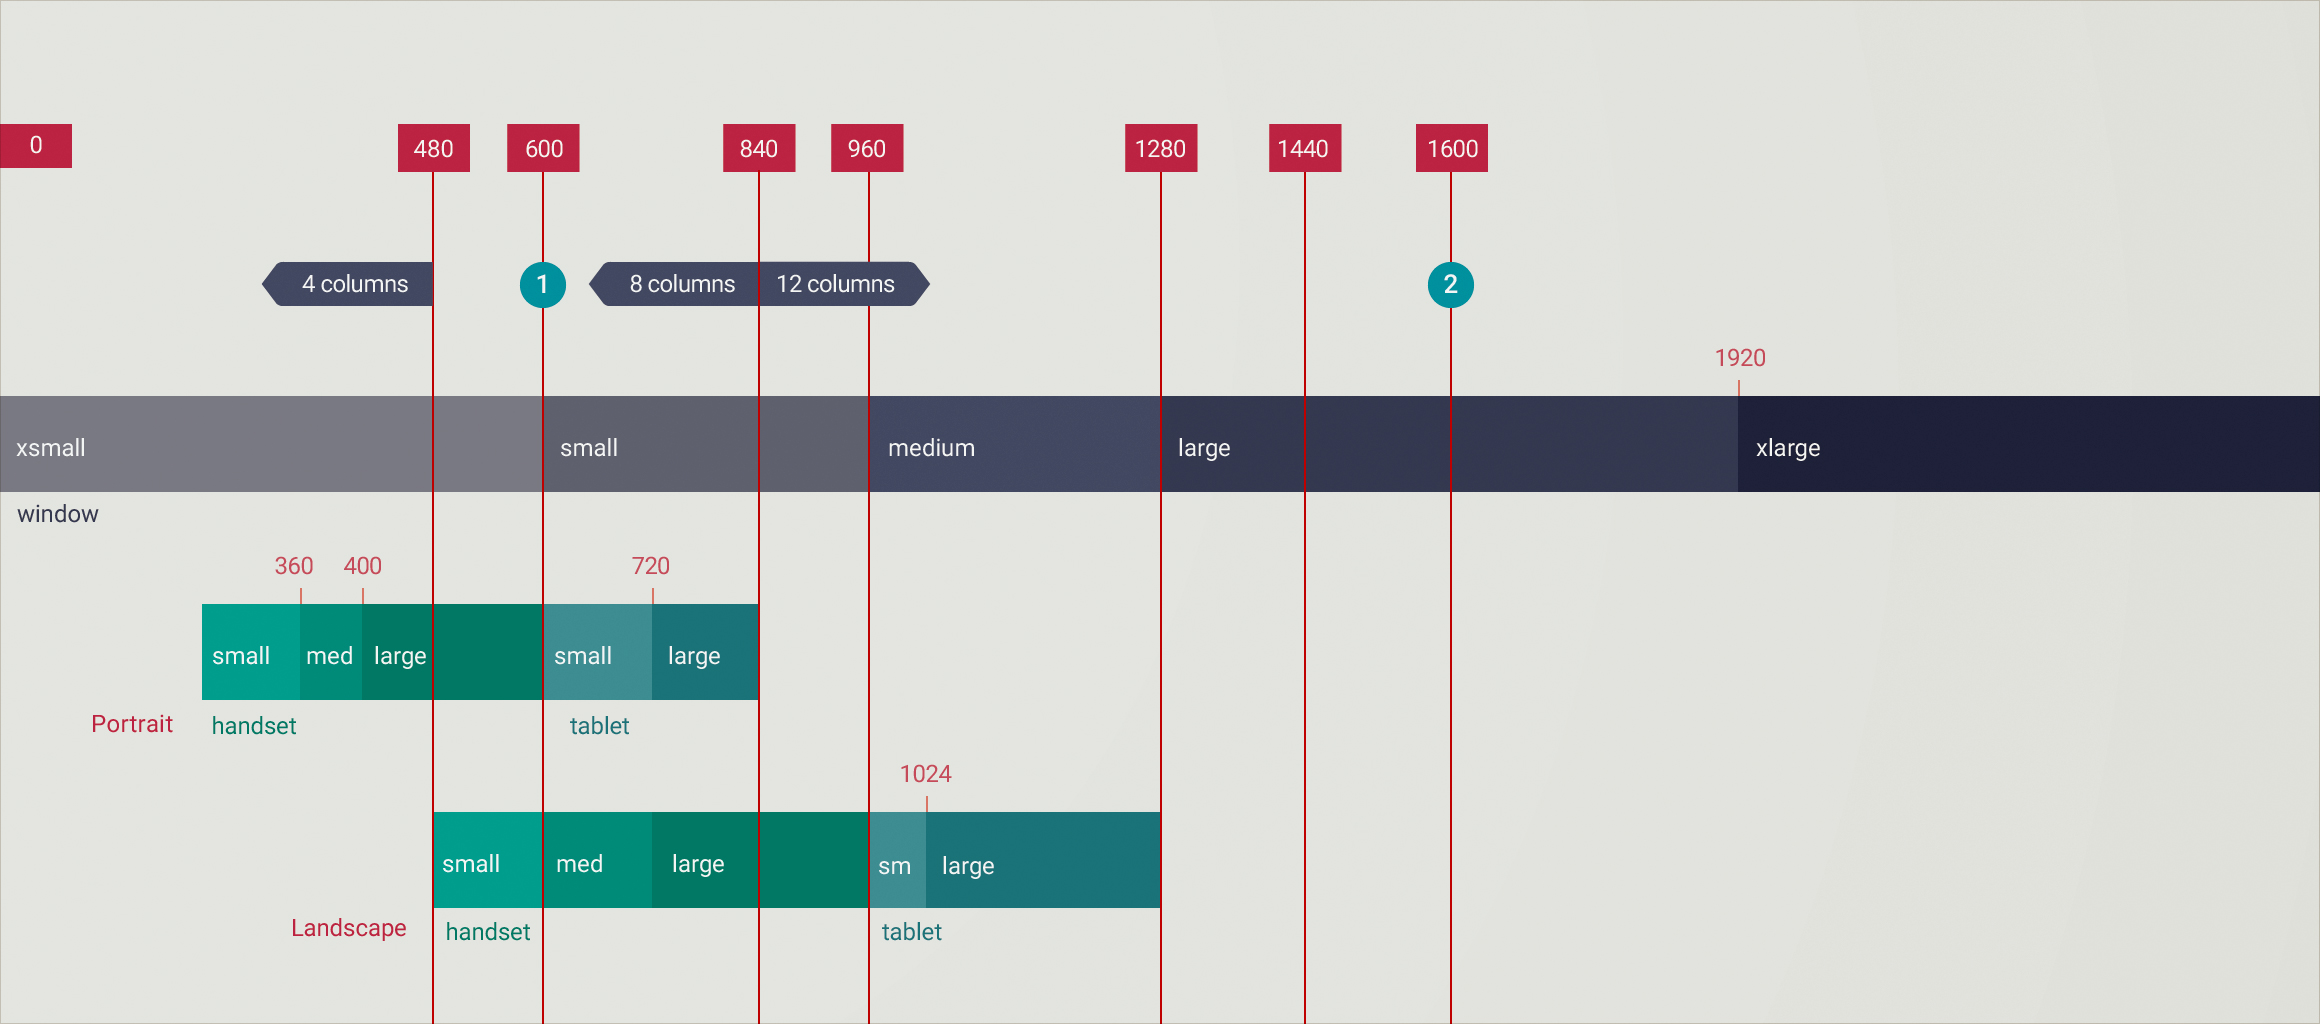 0
480
600
840
960
1280
1440
1600
4 columns
1
8 columns
12 columns
2
1920
xsmall
small
medium
large
xlarge
window
360
400
720
small
med
large
small
large
Portrait
handset
tablet
1024
small
med
large
sm
large
Landscape
handset
tablet